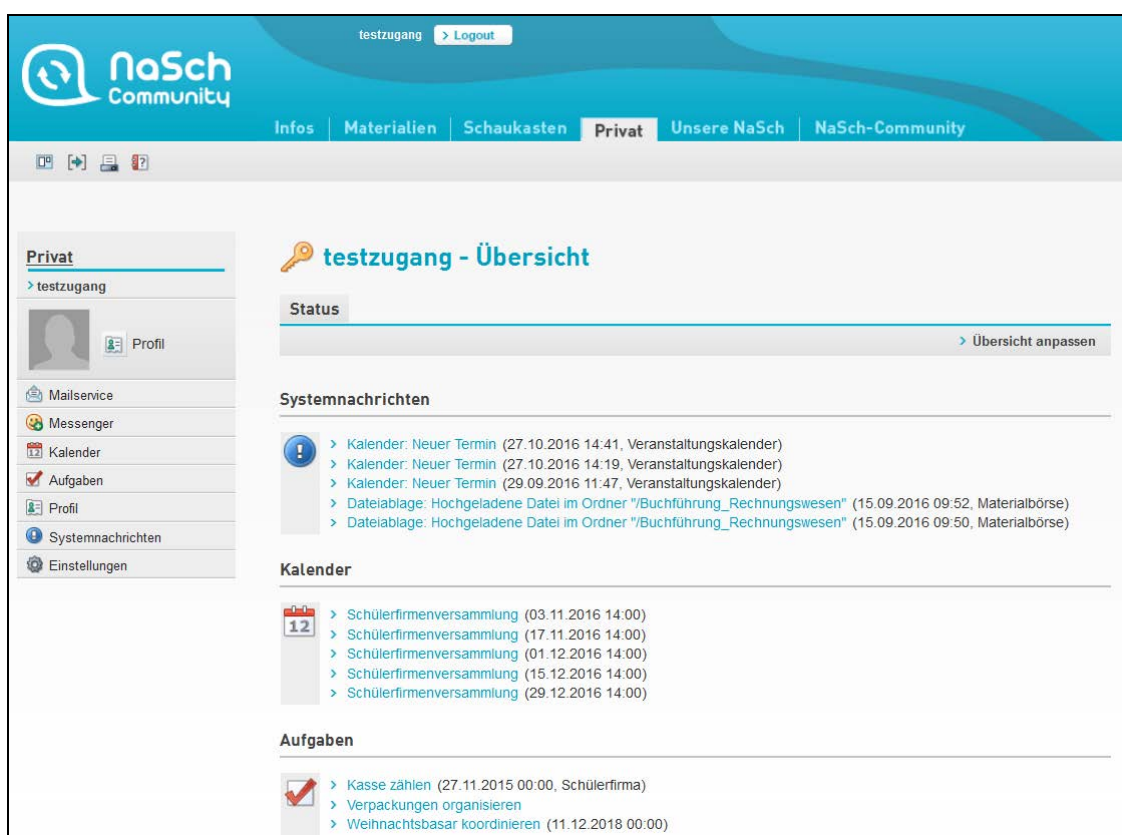 testzugang > Logout
NaSch
Community
Infos Materialien Schaukasten Privat Unsere NaSch NaSch-Community
Privat
> testzugang
Profil
Mailservice
Messenger
12 Kalender
Aufgaben
Profil
Systemnachrichten
Einstellungen
testzugang - Übersicht
Status
> Übersicht anpassen
Systemnachrichten
> Kalender: Neuer Termin (27.10.2016 14:41, Veranstaltungskalender)
> Kalender: Neuer Termin (27.10.2016 14:19, Veranstaltungskalender)
> Kalender: Neuer Termin (29.09.2016 11:47, Veranstaltungskalender)
> Dateiablage: Hochgeladene Datei im Ordner "/Buchführung_Rechnungswesen" (15.09.2016 09:52, Materialbörse)
> Dateiablage: Hochgeladene Datei im Ordner "/Buchführung_Rechnungswesen" (15.09.2016 09:50, Materialbörse)
Kalender
12
> Schülerfirmenversammlung (03.11.2016 14:00)
> Schülerfirmenversammlung (17.11.2016 14:00)
> Schülerfirmenversammlung (01.12.2016 14:00)
> Schülerfirmenversammlung (15.12.2016 14:00)
> Schülerfirmenversammlung (29.12.2016 14:00)
Aufgaben
> Kasse zählen (27.11.2015 00:00, Schülerfirma)
> Verpackungen organisieren
> Weihnachtsbasar koordinieren (11.12.2018 00:00)